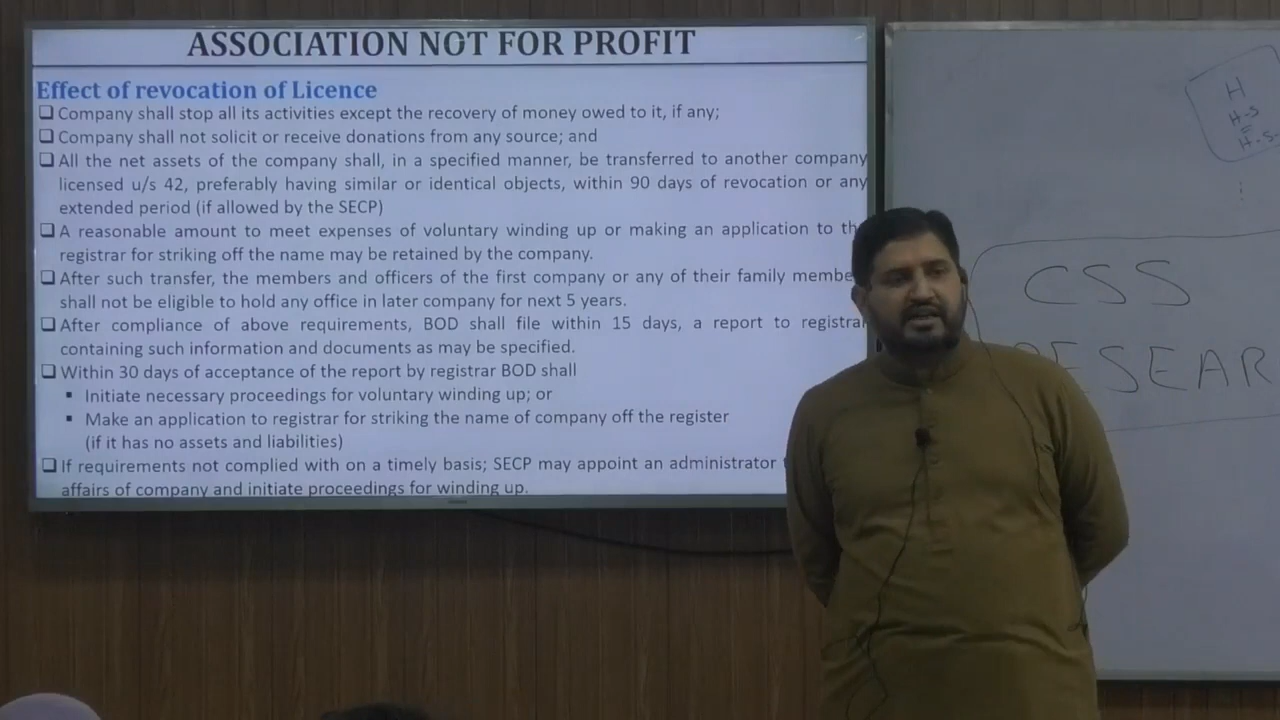 ASSOCIATION NOT FOR PROFIT
Effect of revocation of Licence
❑ Company shall stop all its activities except the recovery of money owed to it, if any;
❑ Company shall not solicit or receive donations from any source; and
❑ All the net assets of the company shall, in a specified manner, be transferred to another company
licensed u/s 42, preferably having similar or identical objects, within 90 days of revocation or any
extended period (if allowed by the SECP)
❑ A reasonable amount to meet expenses of voluntary winding up or making an application to th
registrar for striking off the name may be retained by the company.
❑ After such transfer, the members and officers of the first company or any of their family membe
shall not be eligible to hold any office in later company for next 5 years.
❑ After compliance of above requirements, BOD shall file within 15 days, a report to registrar
containing such information and documents as may be specified.
❑ Within 30 days of acceptance of the report by registrar BOD shall
▪ Initiate necessary proceedings for voluntary winding up; or
▪ Make an application to registrar for striking the name of company off the register
(if it has no assets and liabilities)
❑ If requirements not complied with on a timely basis; SECP may appoint an administrator
affairs of company and initiate proceedings for winding up.
H
H-S
CSS
ESEAR